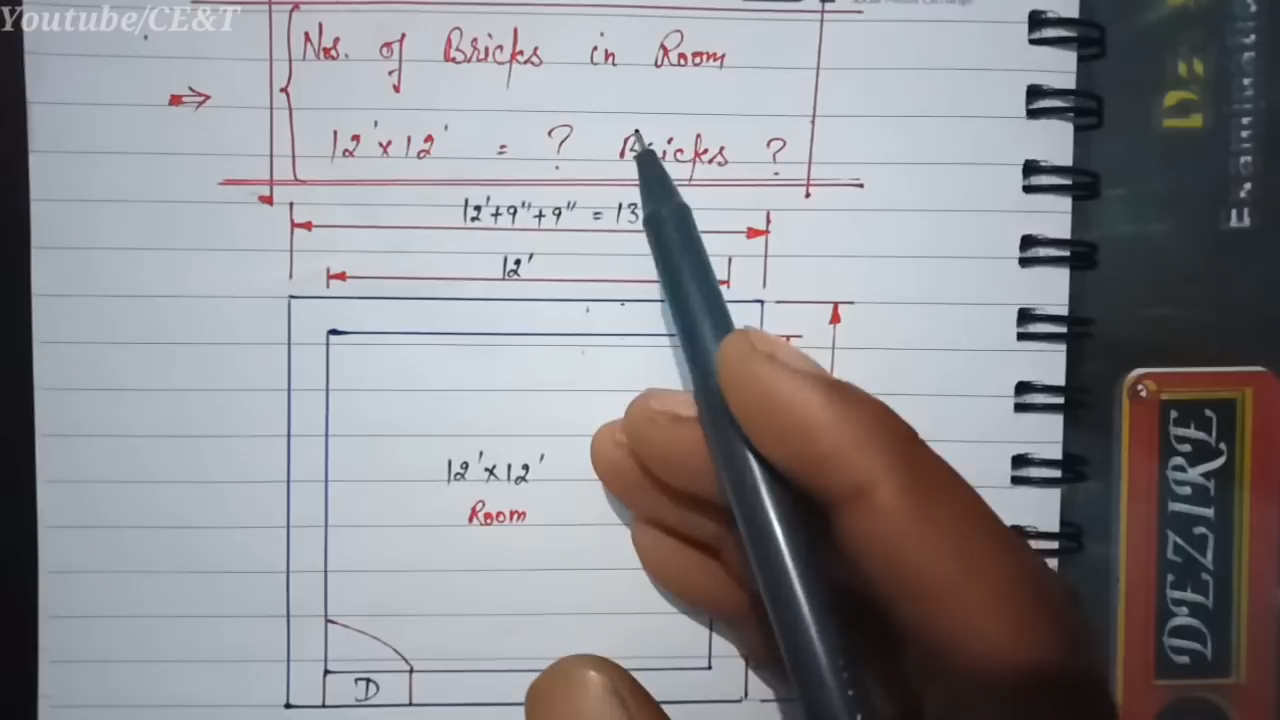 Youtube/CE&T
Nos. of Bricks in Room
12'x12' = ? Bricks ?
12'+9"+9" = 13
12'
12'x12'
Room
D
DEZIRE